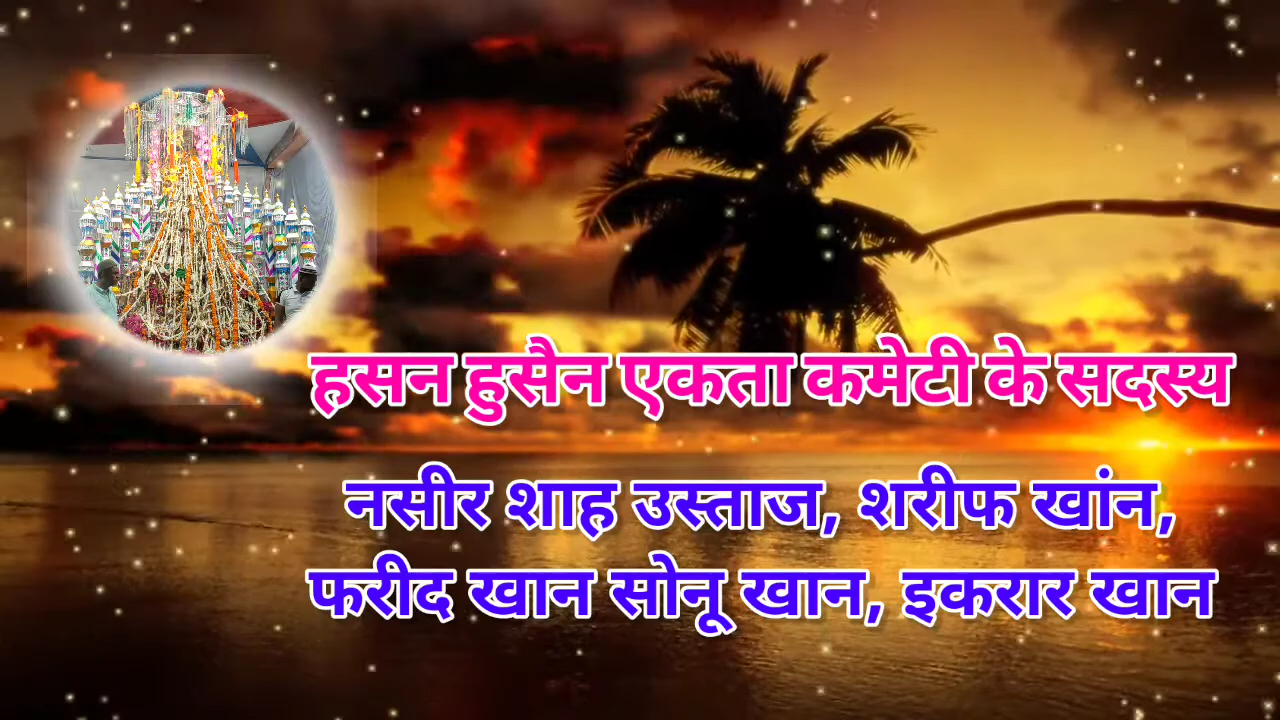 हसन हुसैन एकता कमेटी के सदस्य
नसीर शाह उस्ताज, शरीफ खांन,
फरीद खान सोनू खान, इकरार खान